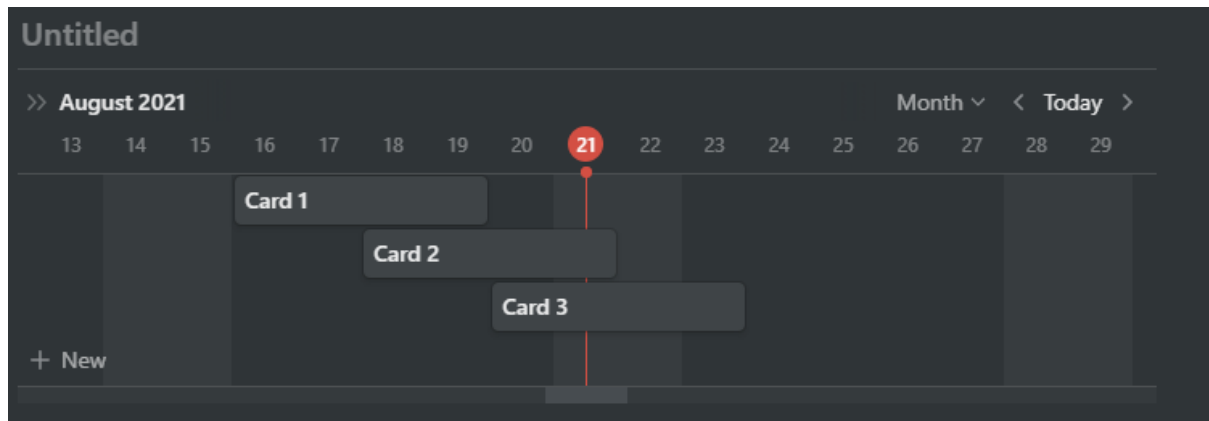 Untitled
August 2021 Month Today
13 14 15 16 17 18 19 20 21 22 23 24 25 26 27 28 29
Card 1
Card 2
Card 3
+ New